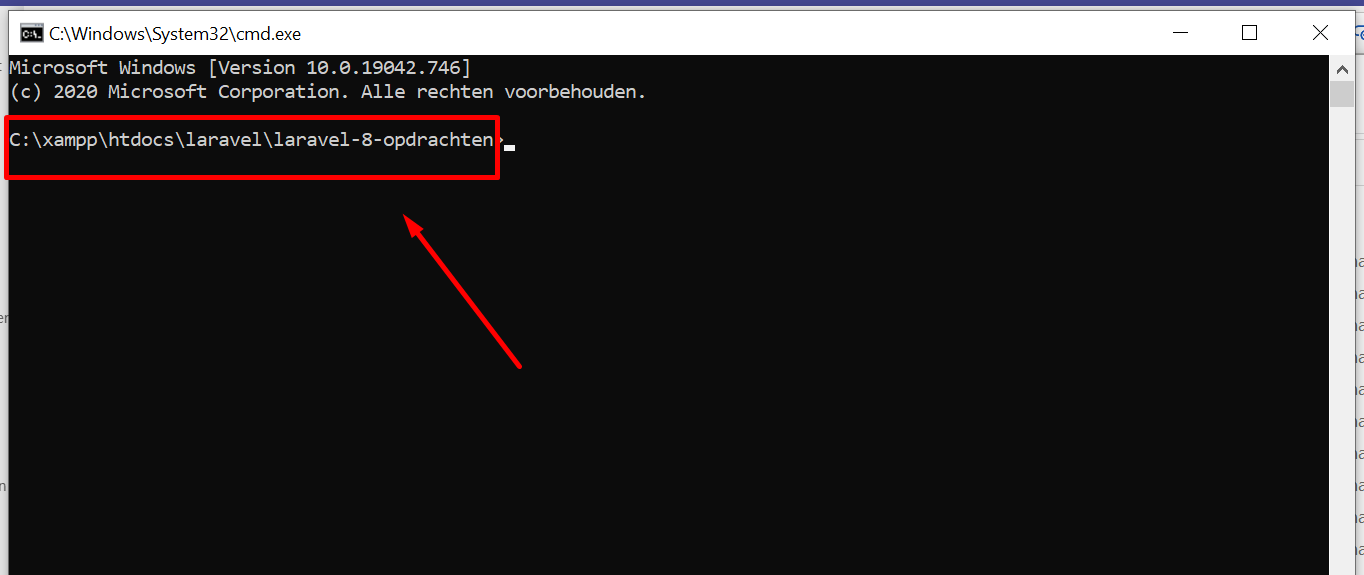 C:\Windows\System32\cmd.exe
Microsoft Windows [Version 10.0.19042.746]
(c) 2020 Microsoft Corporation. Alle rechten voorbehouden.
C:\xampp\htdocs\laravel\laravel-8-opdrachten>